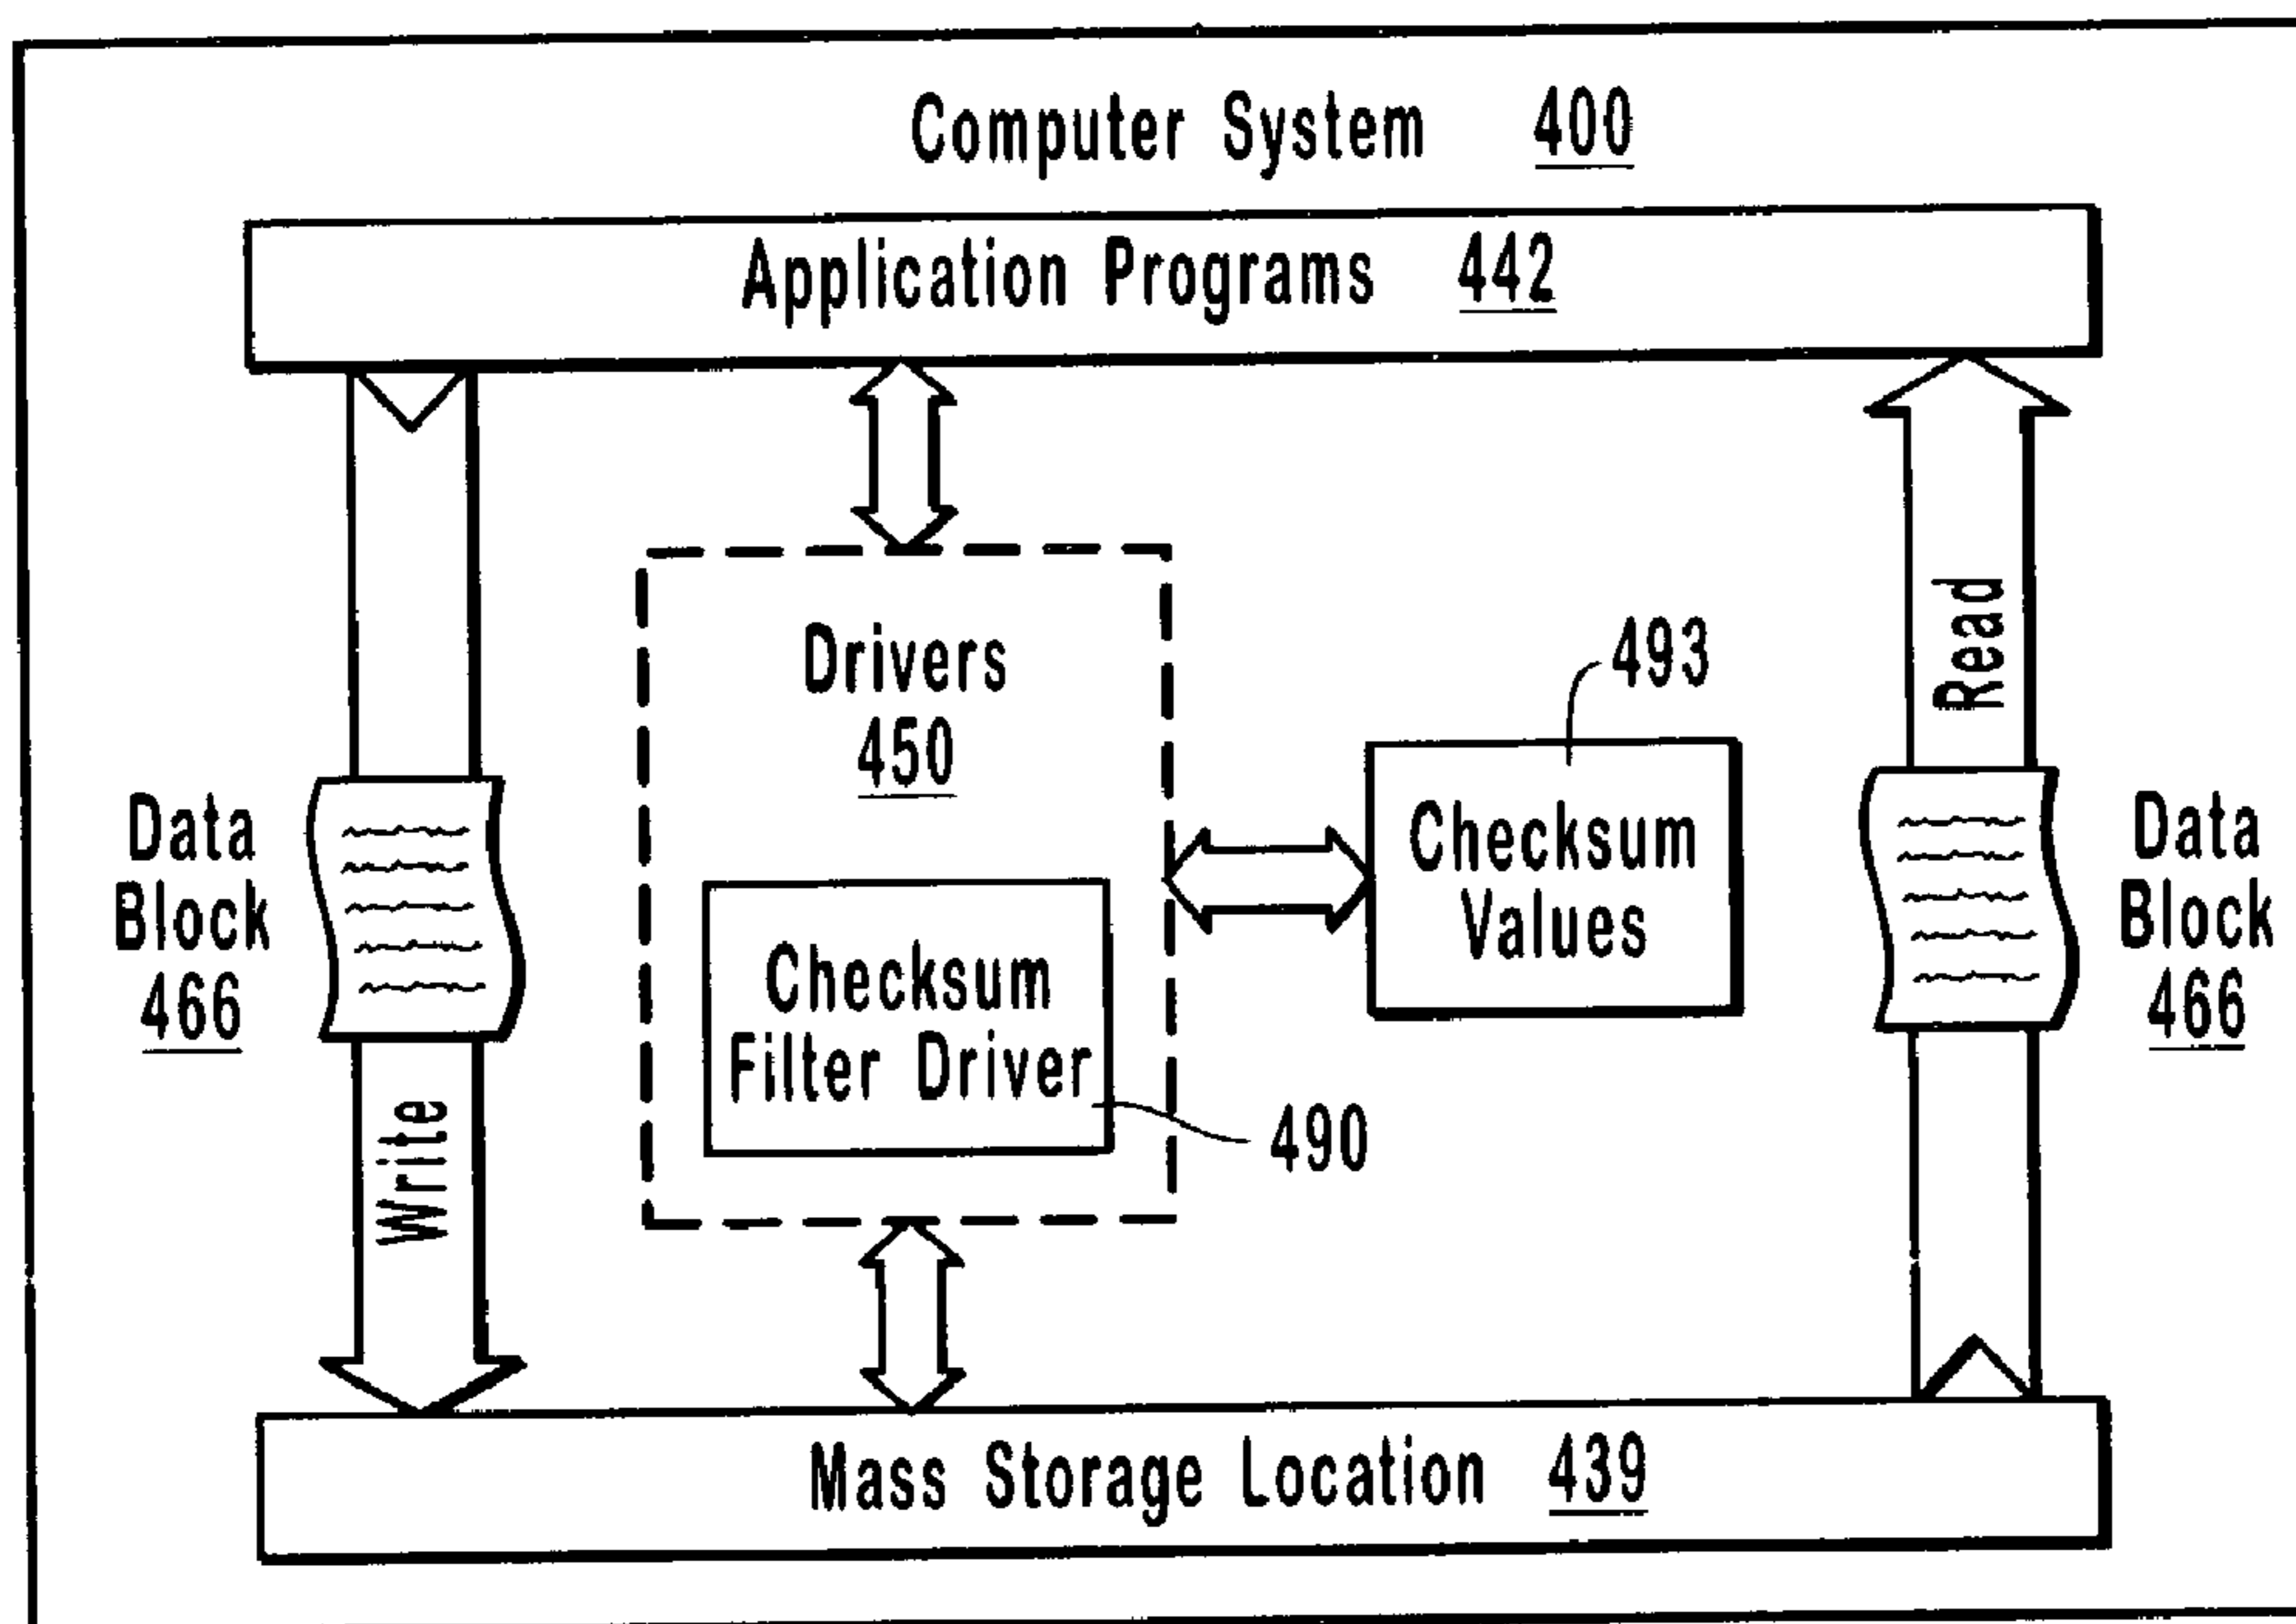 Computer System 400
Application Programs 442
Read
Drivers
450
493
Data
Block
466
Checksum
Values
Data
Block
466
Checksum
Filter Driver
490
Write
Mass Storage Location 439